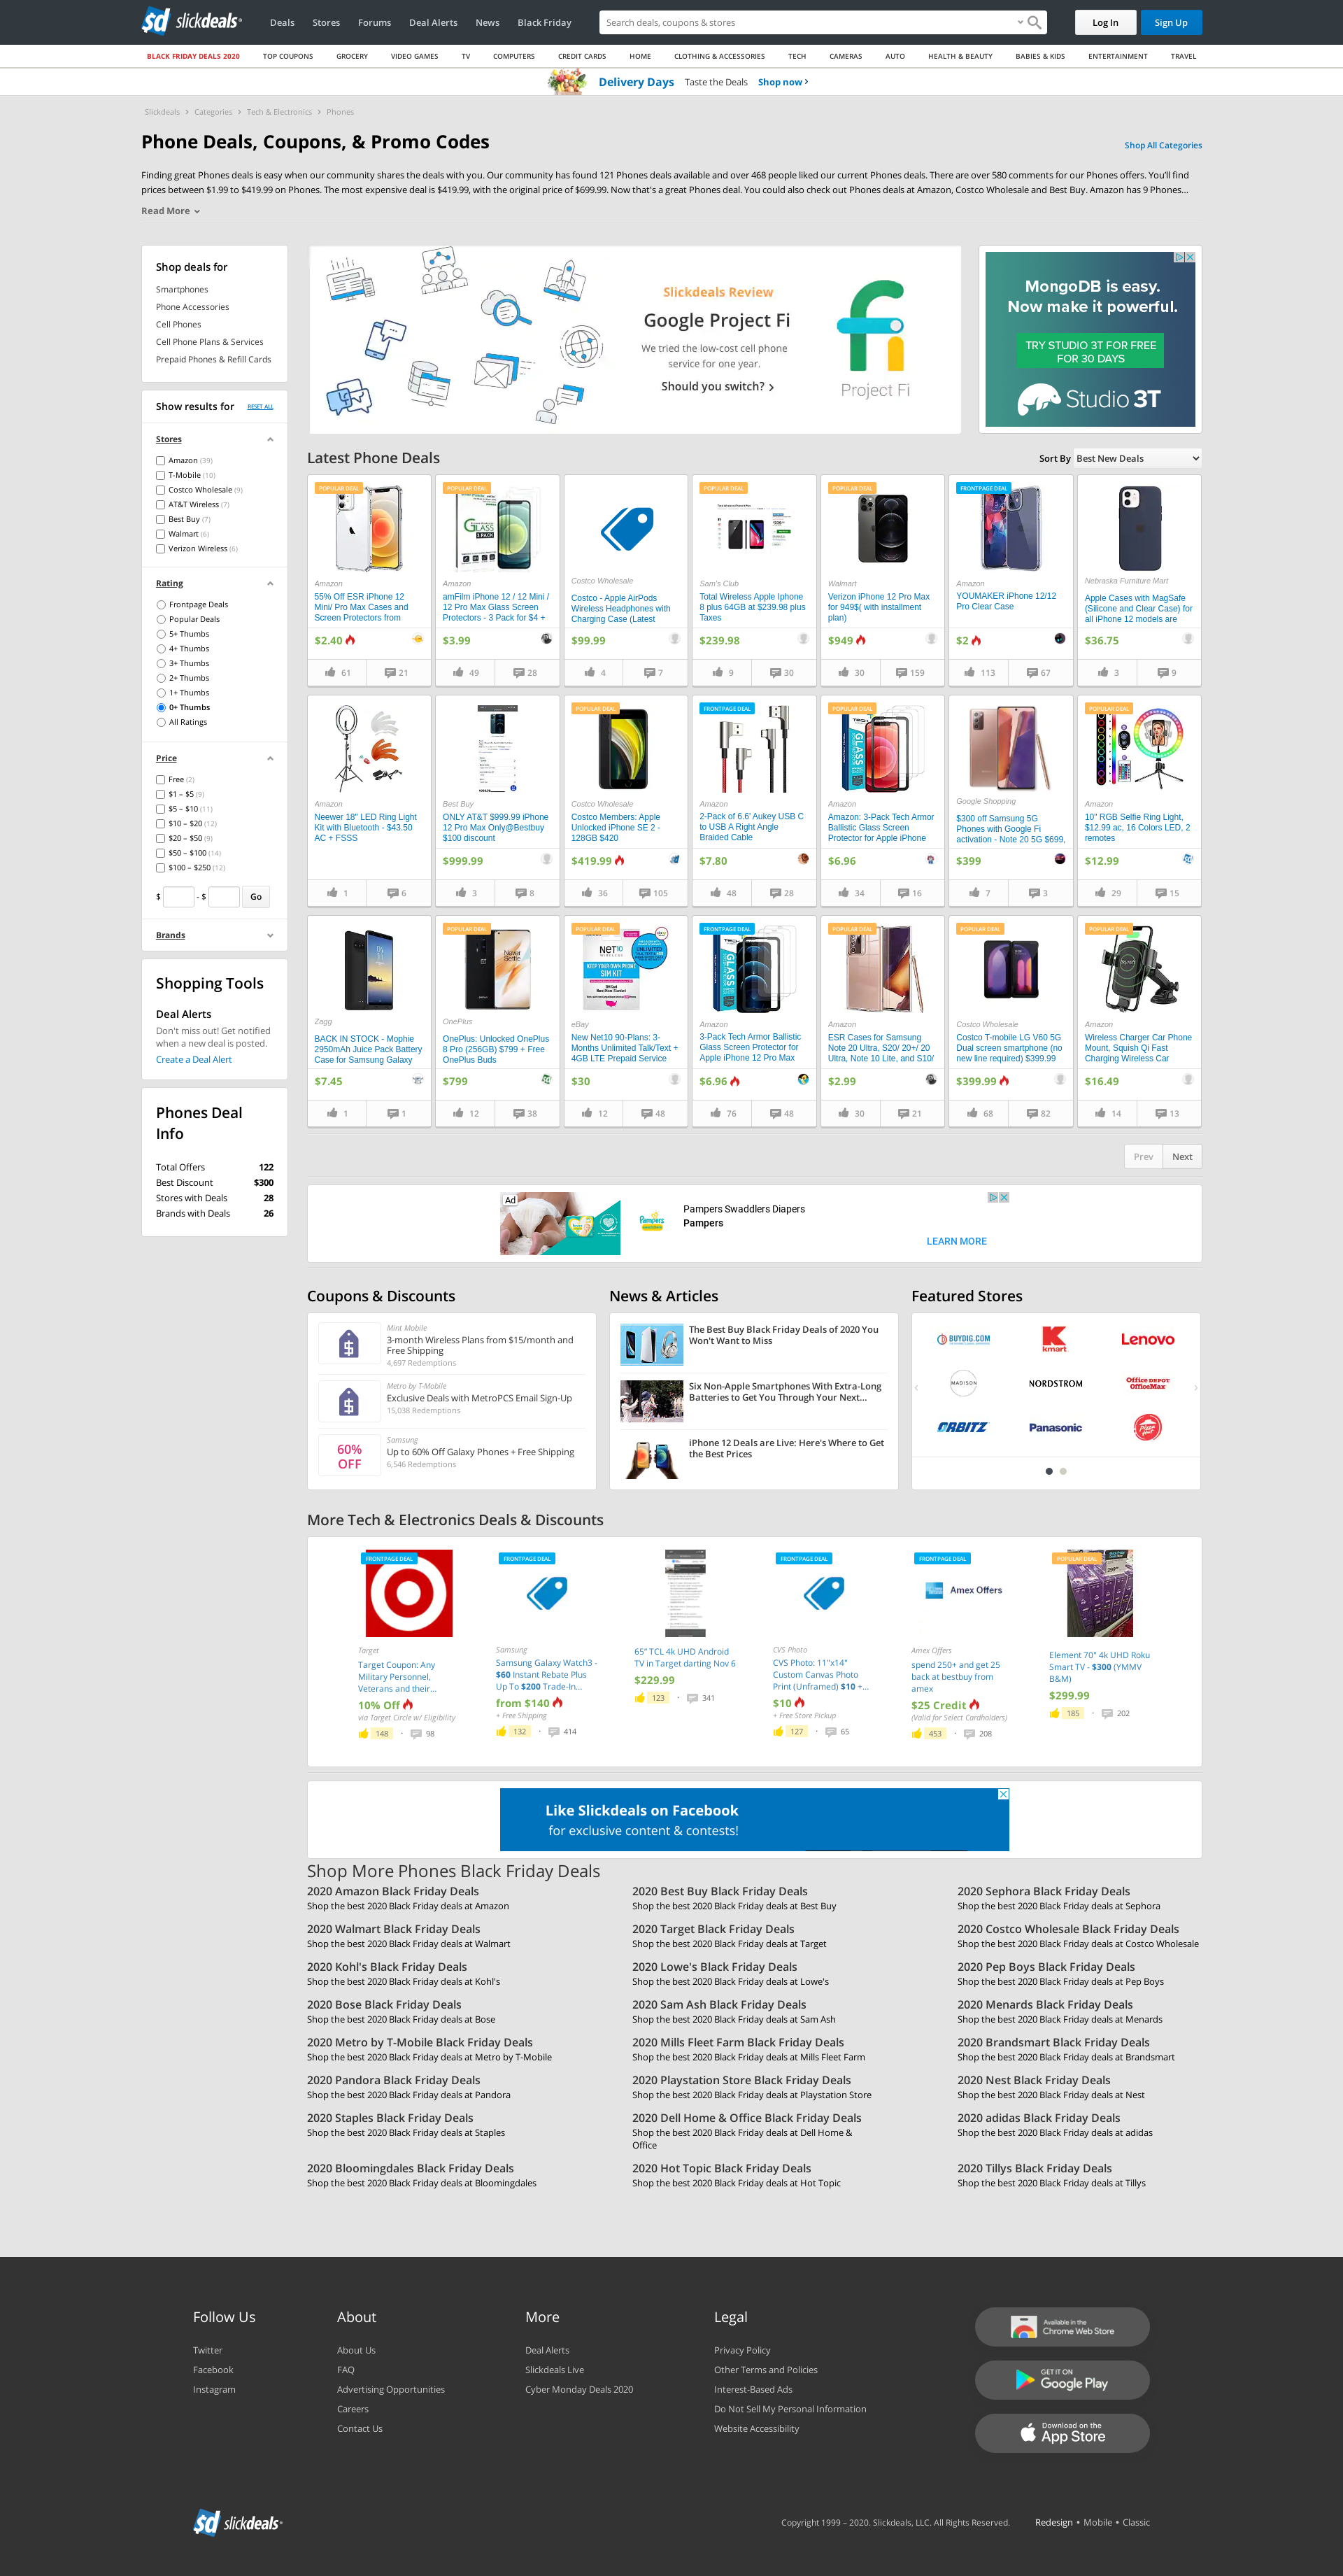 sd slickdeals
Deals
Stores
Forums
Deal Alerts
News
Black Friday
Search deals, coupons & stores
Log In
Sign Up
BLACK FRIDAY DEALS 2020
TOP COUPONS
GROCERY
VIDEO GAMES
TV
COMPUTERS
CREDIT CARDS
HOME
CLOTHING & ACCESSORIES
TECH
CAMERAS
AUTO
HEALTH & BEAUTY
BABIES & KIDS
ENTERTAINMENT
TRAVEL
Delivery Days Taste the Deals Shop now ›
Slickdeals › Categories › Tech & Electronics › Phones
Phone Deals, Coupons, & Promo Codes
Shop All Categories
Finding great Phones deals is easy when our community shares the deals with you. Our community has found 121 Phones deals available and over 468 people liked our current Phones deals. There are over 580 comments for our Phones offers. You'll find
prices between $1.99 to $419.99 on Phones. The most expensive deal is $419.99, with the original price of $699.99. Now that's a great Phones deal. You could also check out Phones deals at Amazon, Costco Wholesale and Best Buy. Amazon has 9 Phones...
Read More
Shop deals for
Smartphones
Phone Accessories
Cell Phones
Cell Phone Plans & Services
Prepaid Phones & Refill Cards
Show results for RESET ALL
Stores
Amazon (39)
T-Mobile (10)
Costco Wholesale (9)
AT&T Wireless (7)
Best Buy (7)
Walmart (6)
Verizon Wireless (6)
Rating
Frontpage Deals
Popular Deals
5+ Thumbs
4+ Thumbs
3+ Thumbs
2+ Thumbs
1+ Thumbs
0+ Thumbs
All Ratings
Price
Free (2)
$1 – $5 (9)
$5 – $10 (11)
$10 – $20 (12)
$20 – $50 (9)
$50 – $100 (14)
$100 – $250 (12)
$ - $ Go
Brands
Shopping Tools
Deal Alerts
Don't miss out! Get notified
when a new deal is posted.
Create a Deal Alert
Phones Deal
Info
Total Offers 122
Best Discount $300
Stores with Deals 28
Brands with Deals 26
Slickdeals Review
Google Project Fi
We tried the low-cost cell phone
service for one year.
Should you switch? ›
Project Fi
MongoDB is easy.
Now make it powerful.
TRY STUDIO 3T FOR FREE
FOR 30 DAYS
Studio 3T
Latest Phone Deals
Sort By Best New Deals
POPULAR DEAL
Amazon
55% Off ESR iPhone 12
Mini/ Pro Max Cases and
Screen Protectors from
$2.40
61 21
POPULAR DEAL
Amazon
amFilm iPhone 12 / 12 Mini /
12 Pro Max Glass Screen
Protectors - 3 Pack for $4 +
$3.99
49 28
Costco Wholesale
Costco - Apple AirPods
Wireless Headphones with
Charging Case (Latest
$99.99
4 7
POPULAR DEAL
Sam's Club
Total Wireless Apple Iphone
8 plus 64GB at $239.98 plus
Taxes
$239.98
9 30
POPULAR DEAL
Walmart
Verizon iPhone 12 Pro Max
for 949$( with installment
plan)
$949
30 159
FRONTPAGE DEAL
Amazon
YOUMAKER iPhone 12/12
Pro Clear Case
$2
113 67
Nebraska Furniture Mart
Apple Cases with MagSafe
(Silicone and Clear Case) for
all iPhone 12 models are
$36.75
3 9
Amazon
Neewer 18" LED Ring Light
Kit with Bluetooth - $43.50
AC + FSSS
1 6
Best Buy
ONLY AT&T $999.99 iPhone
12 Pro Max Only@Bestbuy
$100 discount
$999.99
3 8
POPULAR DEAL
Costco Wholesale
Costco Members: Apple
Unlocked iPhone SE 2 -
128GB $420
$419.99
36 105
FRONTPAGE DEAL
Amazon
2-Pack of 6.6' Aukey USB C
to USB A Right Angle
Braided Cable
$7.80
48 28
POPULAR DEAL
Amazon
Amazon: 3-Pack Tech Armor
Ballistic Glass Screen
Protector for Apple iPhone
$6.96
34 16
Google Shopping
$300 off Samsung 5G
Phones with Google Fi
activation - Note 20 5G $699,
$399
7 3
POPULAR DEAL
Amazon
10" RGB Selfie Ring Light,
$12.99 ac, 16 Colors LED, 2
remotes
$12.99
29 15
Zagg
BACK IN STOCK - Mophie
2950mAh Juice Pack Battery
Case for Samsung Galaxy
$7.45
1 1
POPULAR DEAL
OnePlus
OnePlus: Unlocked OnePlus
8 Pro (256GB) $799 + Free
OnePlus Buds
$799
12 38
POPULAR DEAL
NET10
KEEP YOUR OWN PHONE
SIM KIT
eBay
New Net10 90-Plans: 3-
Months Unlimited Talk/Text +
4GB LTE Prepaid Service
$30
12 48
FRONTPAGE DEAL
Amazon
3-Pack Tech Armor Ballistic
Glass Screen Protector for
Apple iPhone 12 Pro Max
$6.96
76 48
POPULAR DEAL
Amazon
ESR Cases for Samsung
Note 20 Ultra, S20/ 20+/ 20
Ultra, Note 10 Lite, and S10/
$2.99
30 21
POPULAR DEAL
Costco Wholesale
Costco T-mobile LG V60 5G
Dual screen smartphone (no
new line required) $399.99
$399.99
68 82
POPULAR DEAL
Amazon
Wireless Charger Car Phone
Mount, Squish Qi Fast
Charging Wireless Car
$16.49
14 13
Prev Next
Ad
Pampers
Pampers Swaddlers Diapers
Pampers
LEARN MORE
Coupons & Discounts
Mint Mobile
3-month Wireless Plans from $15/month and
Free Shipping
4,697 Redemptions
Metro by T-Mobile
Exclusive Deals with MetroPCS Email Sign-Up
15,038 Redemptions
60%
OFF
Samsung
Up to 60% Off Galaxy Phones + Free Shipping
6,546 Redemptions
News & Articles
The Best Buy Black Friday Deals of 2020 You
Won't Want to Miss
Six Non-Apple Smartphones With Extra-Long
Batteries to Get You Through Your Next...
iPhone 12 Deals are Live: Here's Where to Get
the Best Prices
Featured Stores
BUYDIG.COM
kmart
Lenovo
MADISON
NORDSTROM
Office DEPOT
OfficeMax
ORBITZ
Panasonic
Pizza Hut
More Tech & Electronics Deals & Discounts
FRONTPAGE DEAL
Target
Target Coupon: Any
Military Personnel,
Veterans and their...
10% Off
via Target Circle w/ Eligibility
148 · 98
FRONTPAGE DEAL
Samsung
Samsung Galaxy Watch3 -
$60 Instant Rebate Plus
Up To $200 Trade-In...
from $140
+ Free Shipping
132 · 414
65" TCL 4k UHD Android
TV in Target darting Nov 6
$229.99
123 · 341
FRONTPAGE DEAL
CVS Photo
CVS Photo: 11"x14"
Custom Canvas Photo
Print (Unframed) $10 +...
$10
+ Free Store Pickup
127 · 65
FRONTPAGE DEAL
Amex Offers
Amex Offers
spend 250+ and get 25
back at bestbuy from
amex
$25 Credit
(Valid for Select Cardholders)
453 · 208
POPULAR DEAL
Element 70" 4k UHD Roku
Smart TV - $300 (YMMV
B&M)
$299.99
185 · 202
Like Slickdeals on Facebook
for exclusive content & contests!
Shop More Phones Black Friday Deals
2020 Amazon Black Friday Deals
Shop the best 2020 Black Friday deals at Amazon
2020 Best Buy Black Friday Deals
Shop the best 2020 Black Friday deals at Best Buy
2020 Sephora Black Friday Deals
Shop the best 2020 Black Friday deals at Sephora
2020 Walmart Black Friday Deals
Shop the best 2020 Black Friday deals at Walmart
2020 Target Black Friday Deals
Shop the best 2020 Black Friday deals at Target
2020 Costco Wholesale Black Friday Deals
Shop the best 2020 Black Friday deals at Costco Wholesale
2020 Kohl's Black Friday Deals
Shop the best 2020 Black Friday deals at Kohl's
2020 Lowe's Black Friday Deals
Shop the best 2020 Black Friday deals at Lowe's
2020 Pep Boys Black Friday Deals
Shop the best 2020 Black Friday deals at Pep Boys
2020 Bose Black Friday Deals
Shop the best 2020 Black Friday deals at Bose
2020 Sam Ash Black Friday Deals
Shop the best 2020 Black Friday deals at Sam Ash
2020 Menards Black Friday Deals
Shop the best 2020 Black Friday deals at Menards
2020 Metro by T-Mobile Black Friday Deals
Shop the best 2020 Black Friday deals at Metro by T-Mobile
2020 Mills Fleet Farm Black Friday Deals
Shop the best 2020 Black Friday deals at Mills Fleet Farm
2020 Brandsmart Black Friday Deals
Shop the best 2020 Black Friday deals at Brandsmart
2020 Pandora Black Friday Deals
Shop the best 2020 Black Friday deals at Pandora
2020 Playstation Store Black Friday Deals
Shop the best 2020 Black Friday deals at Playstation Store
2020 Nest Black Friday Deals
Shop the best 2020 Black Friday deals at Nest
2020 Staples Black Friday Deals
Shop the best 2020 Black Friday deals at Staples
2020 Dell Home & Office Black Friday Deals
Shop the best 2020 Black Friday deals at Dell Home &
Office
2020 adidas Black Friday Deals
Shop the best 2020 Black Friday deals at adidas
2020 Bloomingdales Black Friday Deals
Shop the best 2020 Black Friday deals at Bloomingdales
2020 Hot Topic Black Friday Deals
Shop the best 2020 Black Friday deals at Hot Topic
2020 Tillys Black Friday Deals
Shop the best 2020 Black Friday deals at Tillys
Follow Us
Twitter
Facebook
Instagram
About
About Us
FAQ
Advertising Opportunities
Careers
Contact Us
More
Deal Alerts
Slickdeals Live
Cyber Monday Deals 2020
Legal
Privacy Policy
Other Terms and Policies
Interest-Based Ads
Do Not Sell My Personal Information
Website Accessibility
Available in the
Chrome Web Store
GET IT ON
Google Play
Download on the
App Store
sd slickdeals
Copyright 1999 – 2020. Slickdeals, LLC. All Rights Reserved.
Redesign • Mobile • Classic